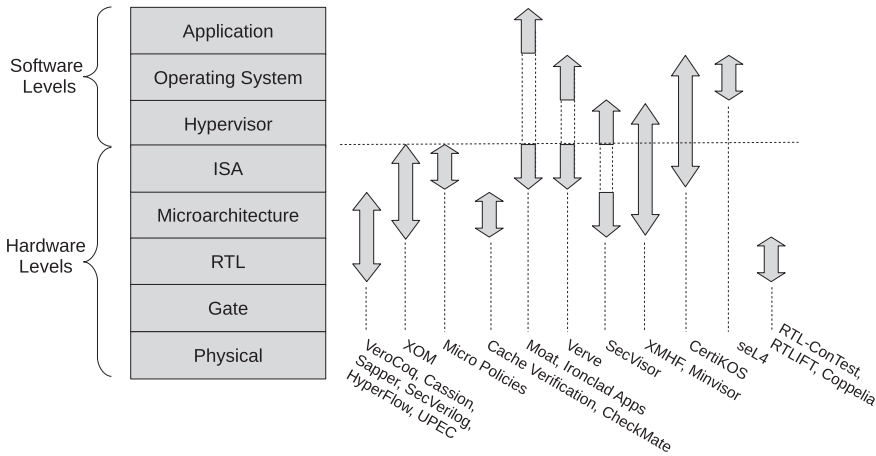 Software
Levels
Hardware
Levels
Application
Operating System
Hypervisor
ISA
Microarchitecture
RTL
Gate
Physical
VeroCoq, Cassion,
Sapper, SecVerilog,
HyperFlow, UPEC
XOM
Micro Policies
Cache Verification, CheckMate
Moat, Ironclad Apps
Verve
SecVisor
XMHF, Minvisor
CertiKOS
seL4
RTL-ConTest,
RTLIFT, Coppelia